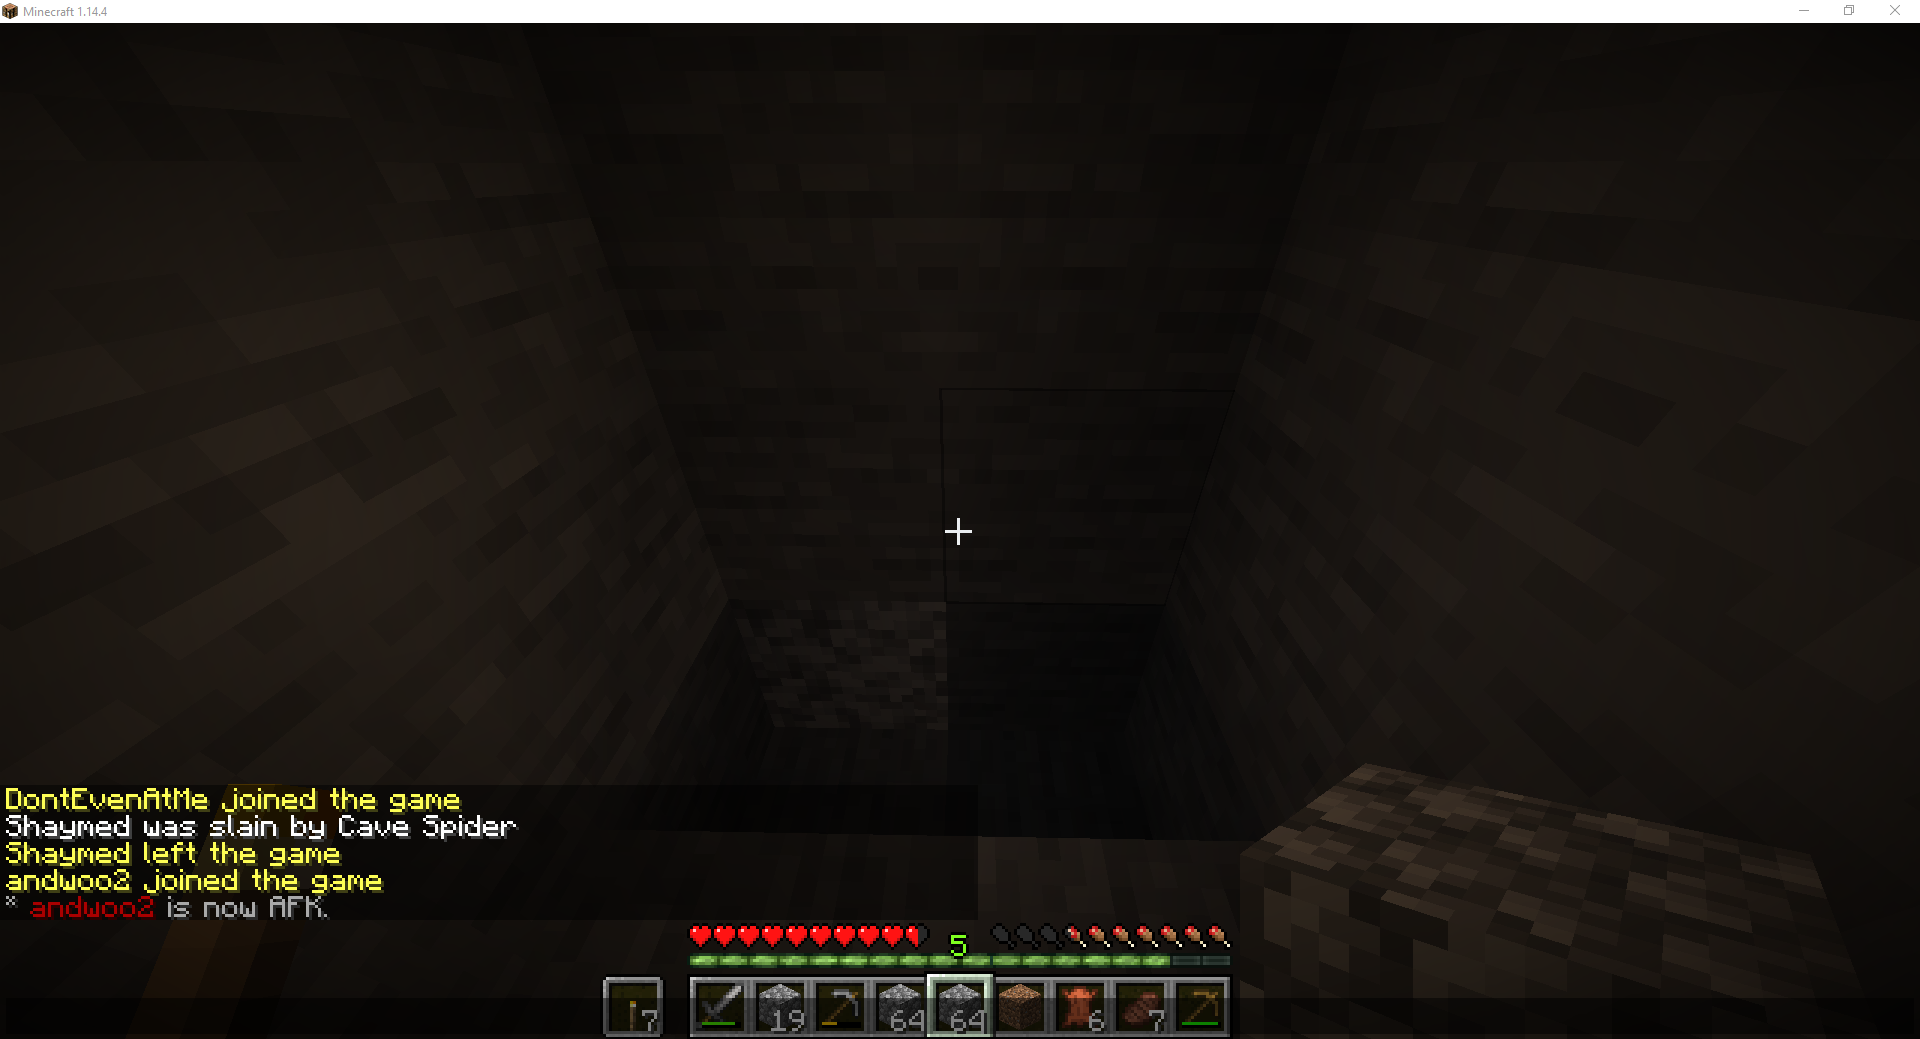 Minecraft 1.14.4
DontEvenAtMe joined the game
Shaymed was slain by Cave Spider
Shaymed left the game
andwoo2 joined the game
* andwoo2 is now AFK.
5
7 19 64 64 6 7